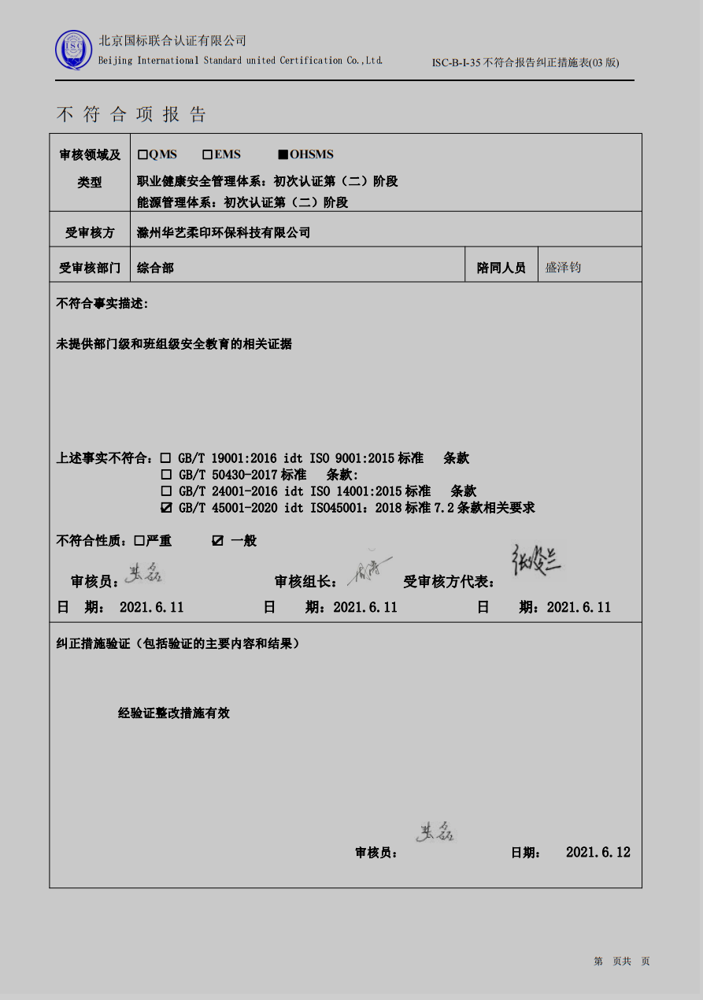 ISC
北京国标联合认证有限公司
Beijing International Standard united Certification Co.,Ltd.
ISC-B-I-35 不符合报告纠正措施表(03 版)
不 符 合 项 报 告
审核领域及类型
□QMS □EMS ■OHSMS
职业健康安全管理体系：初次认证第（二）阶段
能源管理体系：初次认证第（二）阶段
受审核方 滁州华艺柔印环保科技有限公司
受审核部门 综合部 陪同人员 盛泽钧
不符合事实描述:
未提供部门级和班组级安全教育的相关证据
上述事实不符合：□ GB/T 19001:2016 idt ISO 9001:2015 标准 条款
□ GB/T 50430-2017 标准 条款:
□ GB/T 24001-2016 idt ISO 14001:2015 标准 条款
☑ GB/T 45001-2020 idt ISO45001：2018 标准 7.2 条款相关要求
不符合性质：□严重 ☑ 一般
审核员： 审核组长： 受审核方代表：
日 期： 2021.6.11 日 期：2021.6.11 日 期：2021.6.11
纠正措施验证（包括验证的主要内容和结果）
经验证整改措施有效
审核员： 日期： 2021.6.12
第 页共 页